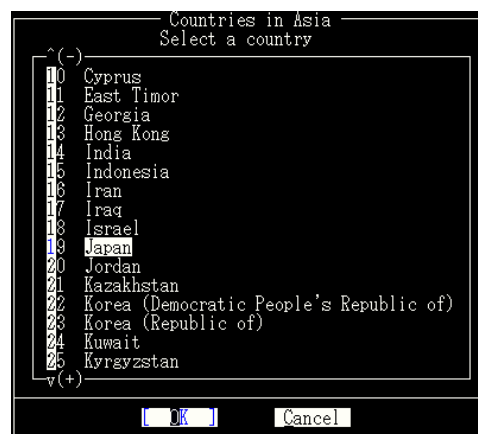 Countries in Asia
Select a country
^(-)
10 Cyprus
11 East Timor
12 Georgia
13 Hong Kong
14 India
15 Indonesia
16 Iran
17 Iraq
18 Israel
19 Japan
20 Jordan
21 Kazakhstan
22 Korea (Democratic People's Republic of)
23 Korea (Republic of)
24 Kuwait
25 Kyrgyzstan
v(+)
[ OK ] Cancel